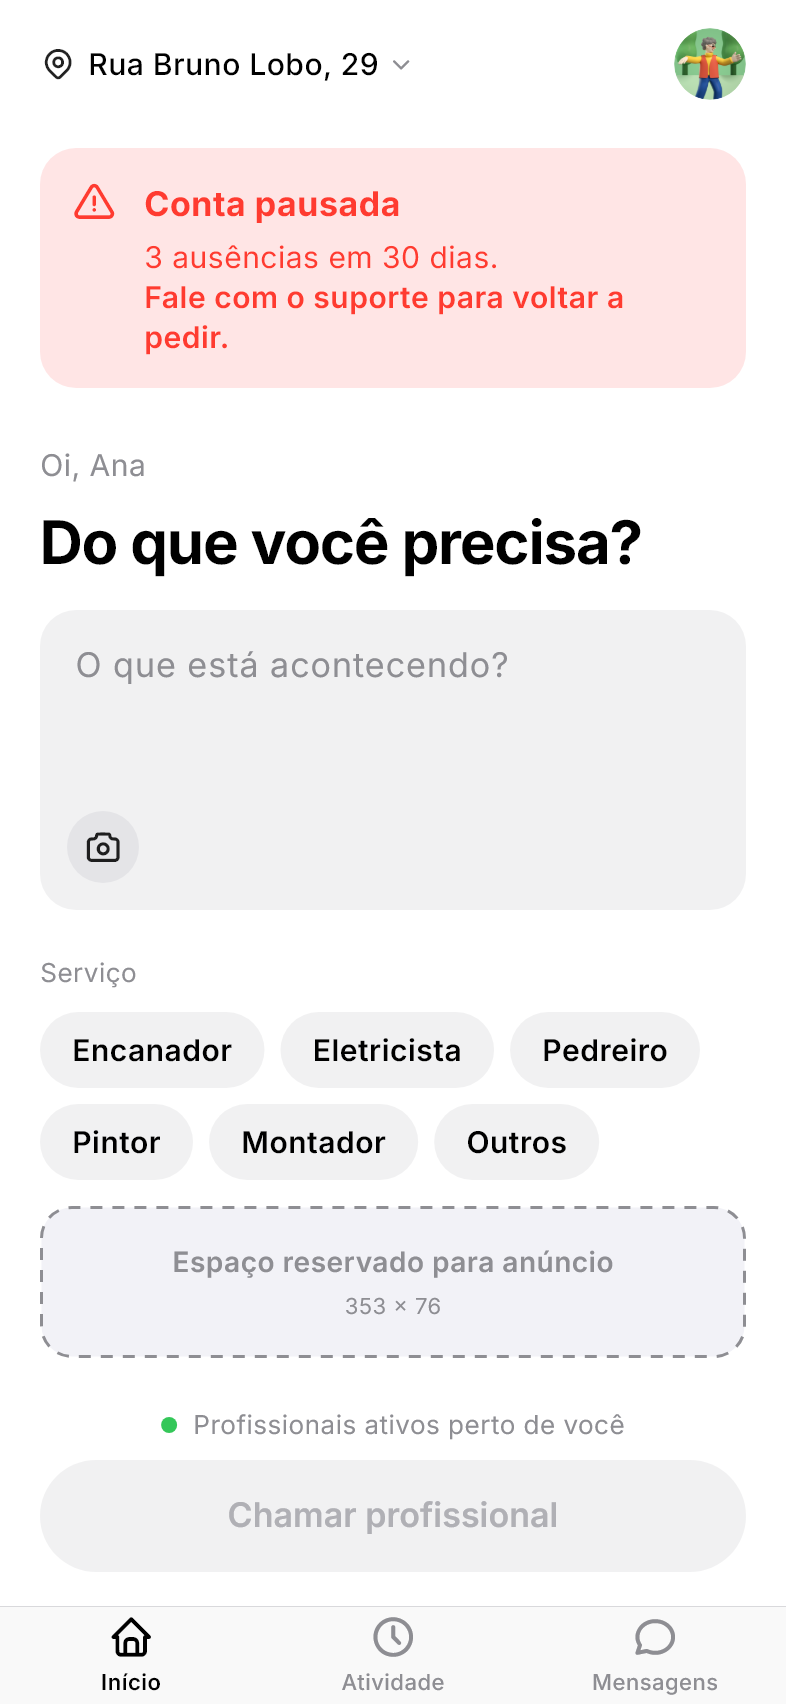 Rua Bruno Lobo, 29
Conta pausada
3 ausências em 30 dias.
Fale com o suporte para voltar a
pedir.
Oi, Ana
Do que você precisa?
O que está acontecendo?
Serviço
Encanador
Eletricista
Pedreiro
Pintor
Montador
Outros
Espaço reservado para anúncio
353 × 76
Profissionais ativos perto de você
Chamar profissional
Início
Atividade
Mensagens